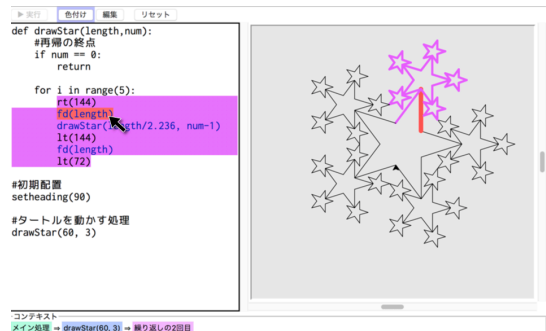 ▶ 実行 色付け 編集 リセット
def drawStar(length,num):
#再帰の終点
if num == 0:
return
for i in range(5):
rt(144)
fd(length)
drawStar(length/2.236, num-1)
lt(144)
fd(length)
lt(72)
#初期配置
setheading(90)
#タートルを動かす処理
drawStar(60, 3)
コンテキスト
メイン処理 ⇒ drawStar(60, 3) ⇒ 繰り返しの2回目